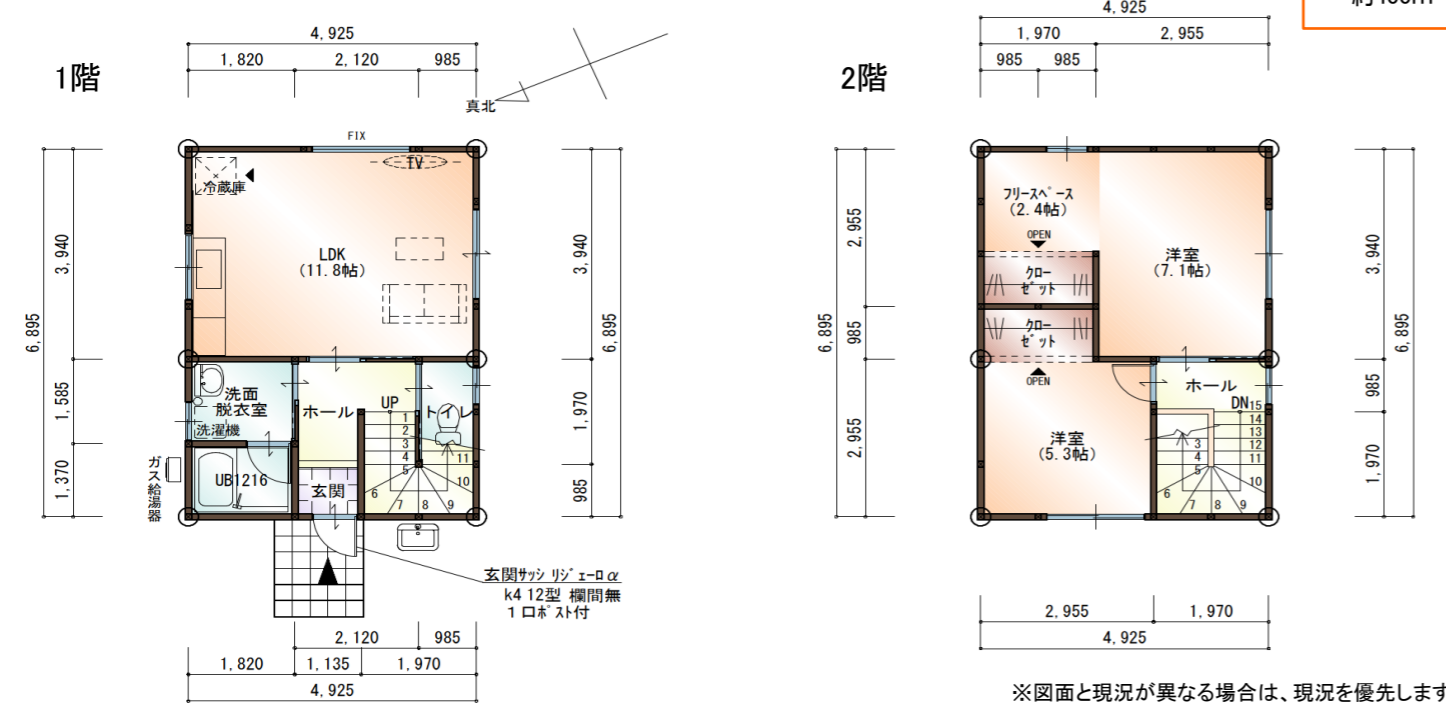 4,925
1,820
2,120
985
1階
真北
FIX
TV
冷蔵庫
LDK
(11.8帖)
3,940
6,895
1,585
1,370
3,940
6,895
1,970
985
洗面
脱衣室
洗濯機
ホール
UP
トイレ
1
2
3
4
5
6
7
8
9
10
11
UB1216
玄関
ガス給湯器
玄関サッシ リジェーロα
k4 12型 欄間無
1口ポスト付
2,120
985
1,820
1,135
1,970
4,925
4,925
1,970
2,955
985
985
2階
フリースペース
(2.4帖)
OPEN
クロー
ゼット
洋室
(7.1帖)
クロー
ゼット
OPEN
ホール
DN
15
14
13
12
11
10
9
8
7
6
5
4
3
洋室
(5.3帖)
2,955
985
2,955
6,895
3,940
985
1,970
6,895
2,955
1,970
4,925
※図面と現況が異なる場合は、現況を優先します